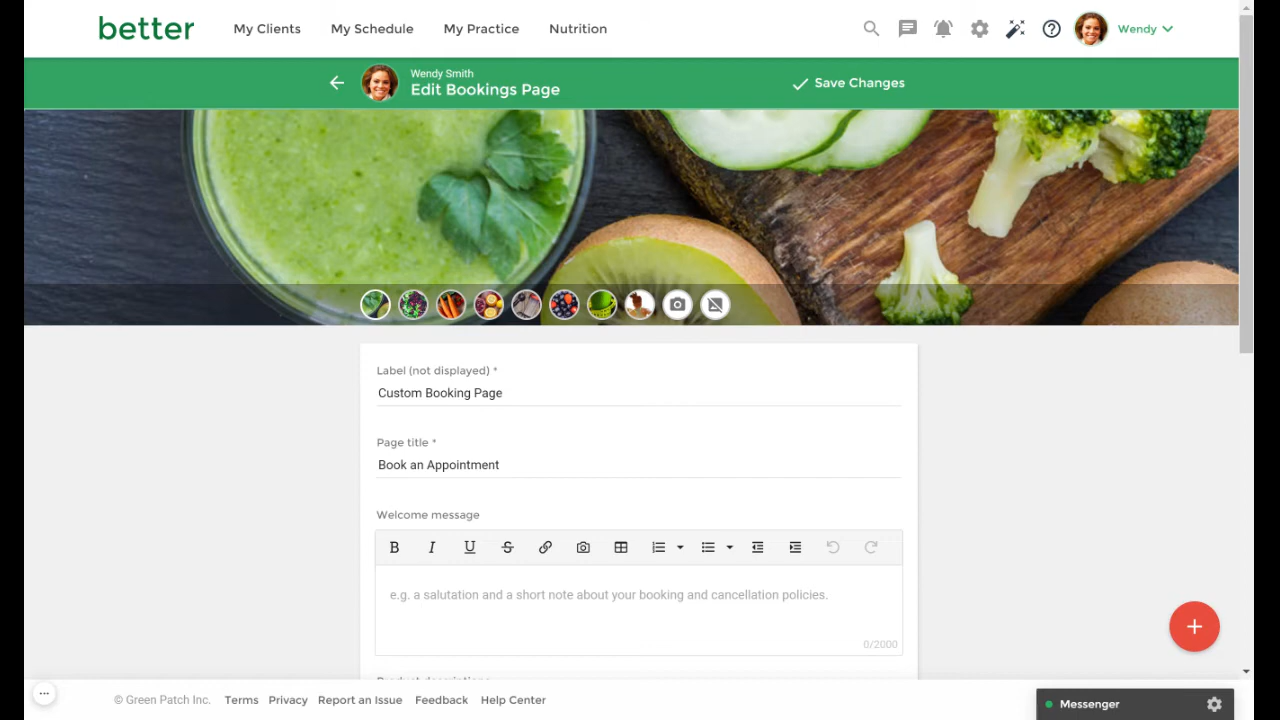 better
My Clients
My Schedule
My Practice
Nutrition
Wendy
Wendy Smith
Edit Bookings Page
Save Changes
Label (not displayed) *
Custom Booking Page
Page title *
Book an Appointment
Welcome message
e.g. a salutation and a short note about your booking and cancellation policies.
0/2000
© Green Patch Inc.
Terms
Privacy
Report an Issue
Feedback
Help Center
Messenger